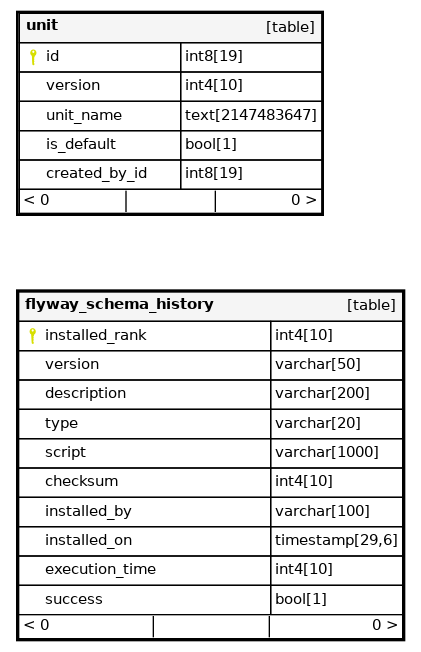 unit [table]
id int8[19]
version int4[10]
unit_name text[2147483647]
is_default bool[1]
created_by_id int8[19]
< 0 0 >
flyway_schema_history [table]
installed_rank int4[10]
version varchar[50]
description varchar[200]
type varchar[20]
script varchar[1000]
checksum int4[10]
installed_by varchar[100]
installed_on timestamp[29,6]
execution_time int4[10]
success bool[1]
< 0 0 >